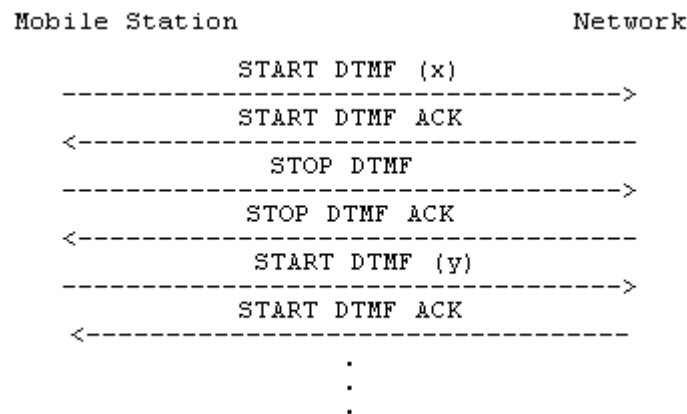 Mobile Station Network
START DTMF (x)
----------------------------------->
START DTMF ACK
<-----------------------------------
STOP DTMF
----------------------------------->
STOP DTMF ACK
<-----------------------------------
START DTMF (y)
----------------------------------->
START DTMF ACK
<----------------------------------
.
.
.